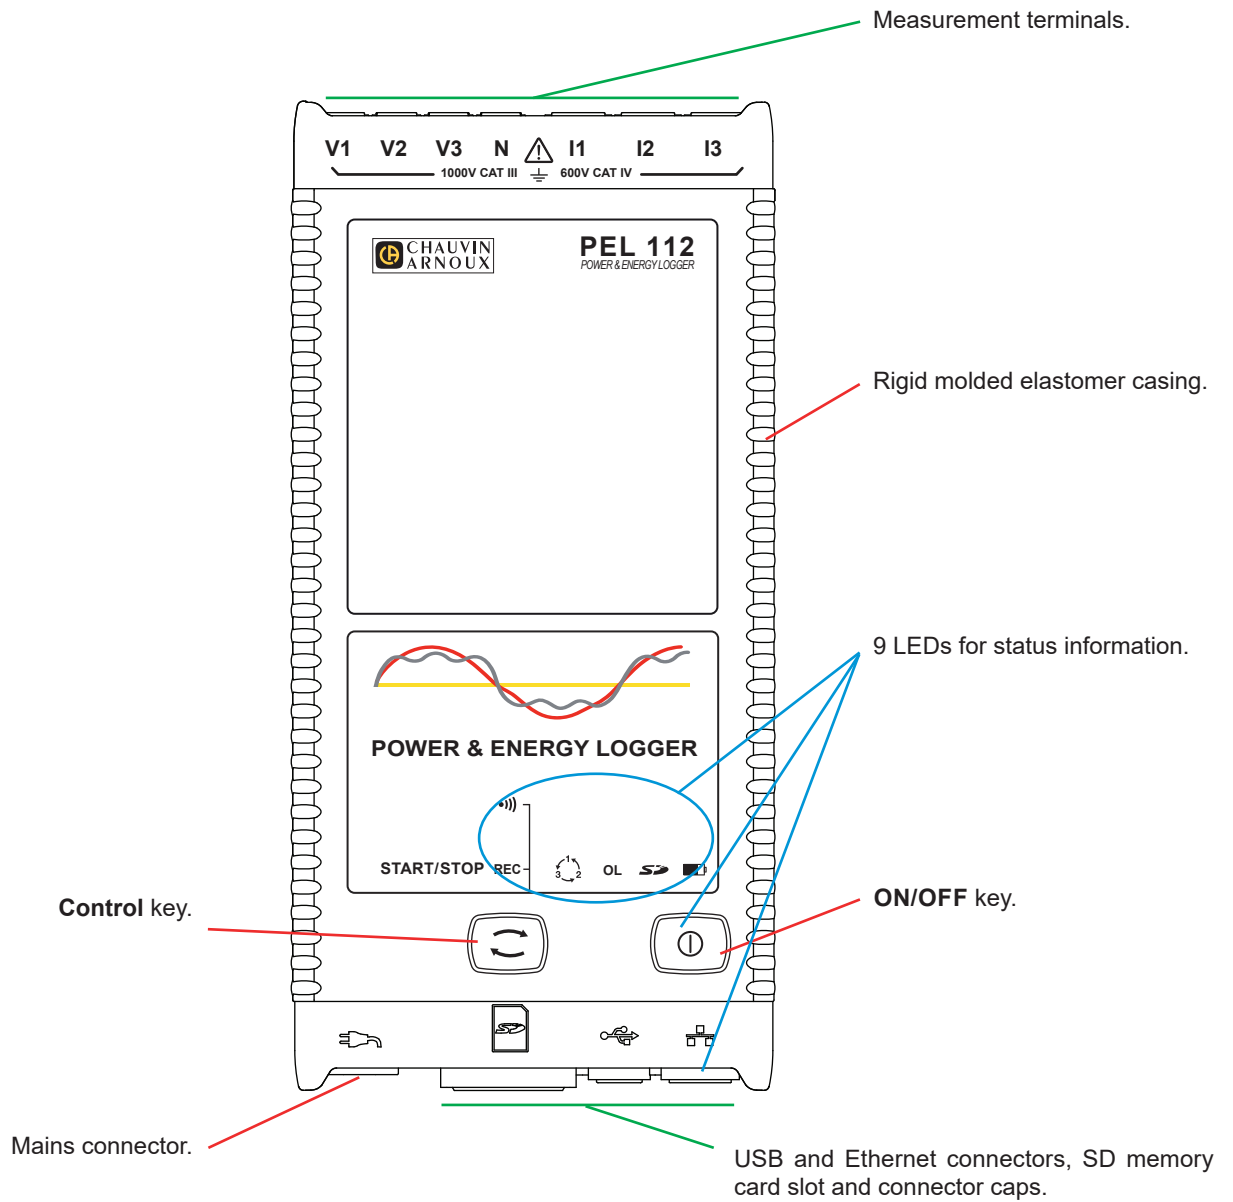 Measurement terminals.
V1 V2 V3 N I1 I2 I3
1000V CAT III 600V CAT IV
CHAUVIN
ARNOUX
PEL 112
POWER & ENERGY LOGGER
Rigid molded elastomer casing.
9 LEDs for status information.
POWER & ENERGY LOGGER
START/STOP REC 3 1 2 OL SD
Control key.
ON/OFF key.
SD
Mains connector.
USB and Ethernet connectors, SD memory
card slot and connector caps.